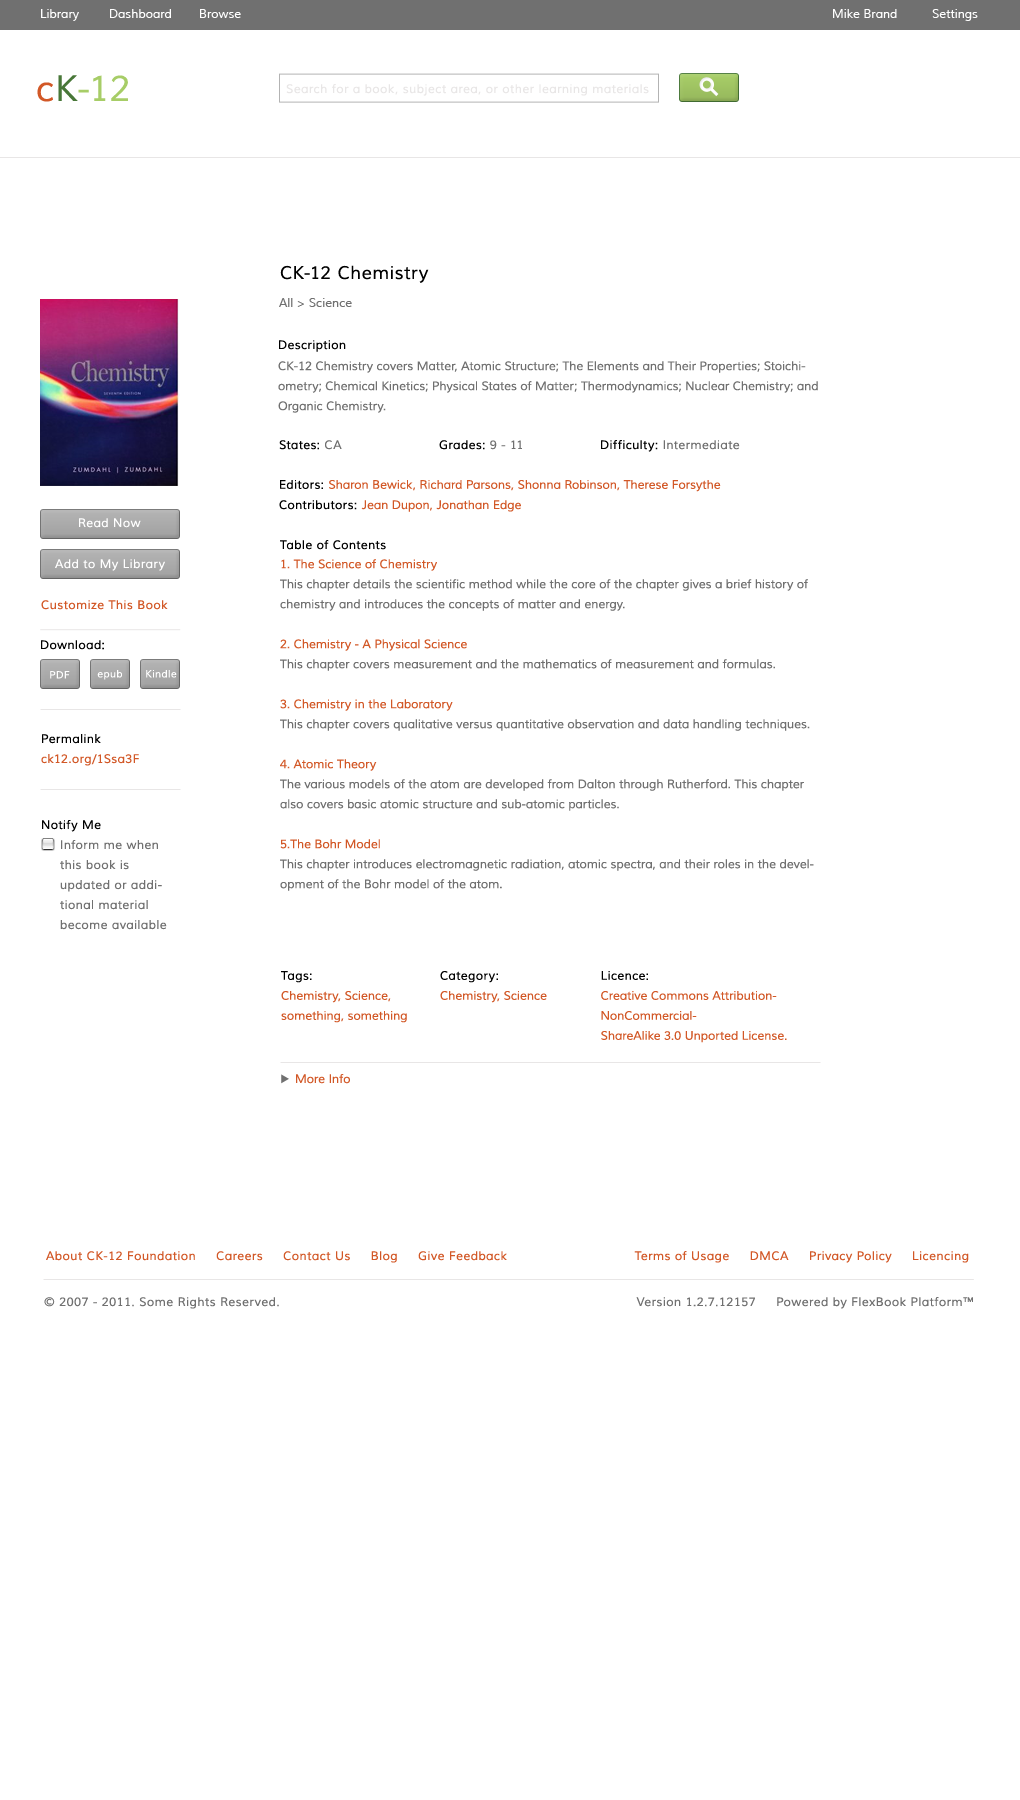 Library Dashboard Browse Mike Brand Settings
cK-12
Search for a book, subject area, or other learning materials
CK-12 Chemistry
All > Science
Chemistry
SEVENTH EDITION
ZUMDAHL | ZUMDAHL
Read Now
Add to My Library
Customize This Book
Download:
PDF epub Kindle
Permalink
ck12.org/1Ssa3F
Notify Me
Inform me when
this book is
updated or addi-
tional material
become available
Description
CK-12 Chemistry covers Matter, Atomic Structure; The Elements and Their Properties; Stoichi-
ometry; Chemical Kinetics; Physical States of Matter; Thermodynamics; Nuclear Chemistry; and
Organic Chemistry.
States: CA Grades: 9 - 11 Difficulty: Intermediate
Editors: Sharon Bewick, Richard Parsons, Shonna Robinson, Therese Forsythe
Contributors: Jean Dupon, Jonathan Edge
Table of Contents
1. The Science of Chemistry
This chapter details the scientific method while the core of the chapter gives a brief history of
chemistry and introduces the concepts of matter and energy.
2. Chemistry - A Physical Science
This chapter covers measurement and the mathematics of measurement and formulas.
3. Chemistry in the Laboratory
This chapter covers qualitative versus quantitative observation and data handling techniques.
4. Atomic Theory
The various models of the atom are developed from Dalton through Rutherford. This chapter
also covers basic atomic structure and sub-atomic particles.
5.The Bohr Model
This chapter introduces electromagnetic radiation, atomic spectra, and their roles in the devel-
opment of the Bohr model of the atom.
Tags:
Chemistry, Science,
something, something
Category:
Chemistry, Science
Licence:
Creative Commons Attribution-
NonCommercial-
ShareAlike 3.0 Unported License.
More Info
About CK-12 Foundation Careers Contact Us Blog Give Feedback Terms of Usage DMCA Privacy Policy Licencing
© 2007 - 2011. Some Rights Reserved. Version 1.2.7.12157 Powered by FlexBook Platform™